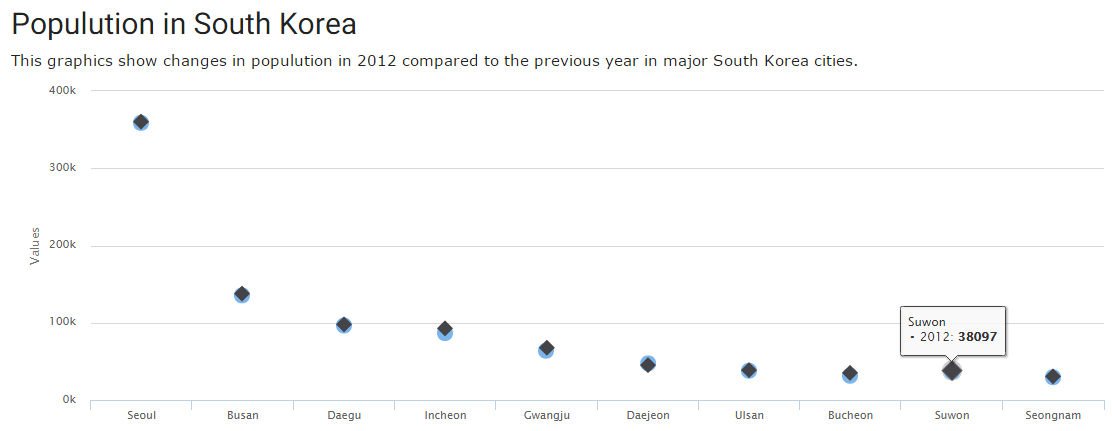 Populution in South Korea
This graphics show changes in popultion in 2012 compared to the previous year in major South Korea cities.
400k
300k
200k
100k
0k
Values
Suwon
- 2012: 38097
Seoul Busan Daegu Incheon Gwangju Daejeon Ulsan Bucheon Suwon Seongnam